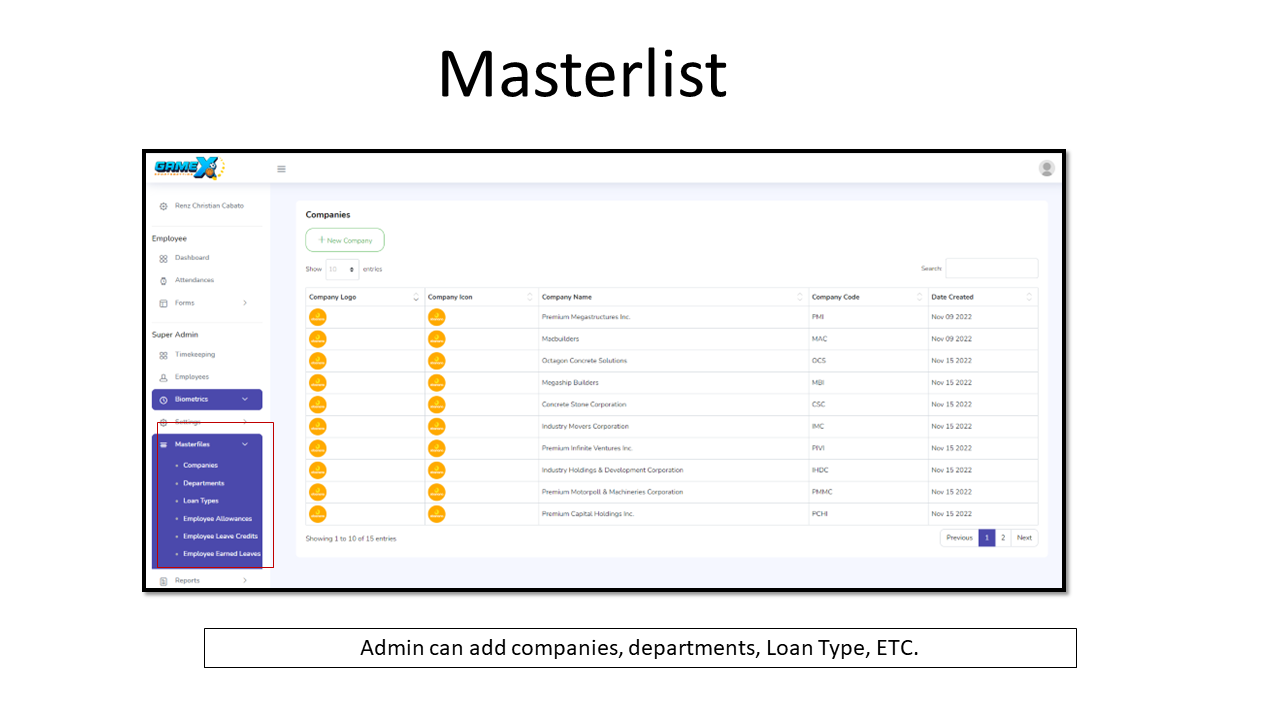 Masterlist
GAMEX
Renz Christian Cabato
Employee
Dashboard
Attendances
Forms
Super Admin
Timekeeping
Employees
Biometrics
Settings
Masterfiles
Companies
Departments
Loan Types
Employee Allowances
Employee Leave Credits
Employee Earned Leaves
Reports
Companies
+ New Company
Show 10 entries
Search:
Company Logo Company Icon Company Name Company Code Date Created
Premium Megastructures Inc. PMI Nov 09 2022
Macbuilders MAC Nov 09 2022
Octagon Concrete Solutions OCS Nov 15 2022
Megaship Builders MBI Nov 15 2022
Concrete Stone Corporation CSC Nov 15 2022
Industry Movers Corporation IMC Nov 15 2022
Premium Infinite Ventures Inc. PIVI Nov 15 2022
Industry Holdings & Development Corporation IHDC Nov 15 2022
Premium Motorpoll & Machineries Corporation PMMC Nov 15 2022
Premium Capital Holdings Inc. PCHI Nov 15 2022
Showing 1 to 10 of 15 entries
Previous 1 2 Next
Admin can add companies, departments, Loan Type, ETC.